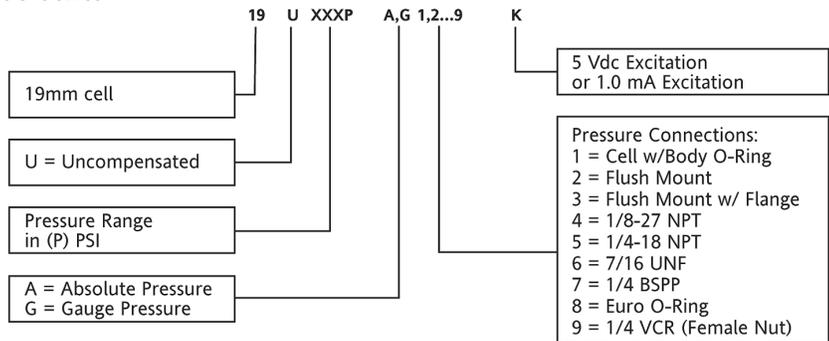 19 U XXXP A,G 1,2...9 K
19mm cell
U = Uncompensated
Pressure Range
in (P) PSI
A = Absolute Pressure
G = Gauge Pressure
5 Vdc Excitation
or 1.0 mA Excitation
Pressure Connections:
1 = Cell w/Body O-Ring
2 = Flush Mount
3 = Flush Mount w/ Flange
4 = 1/8-27 NPT
5 = 1/4-18 NPT
6 = 7/16 UNF
7 = 1/4 BSPP
8 = Euro O-Ring
9 = 1/4 VCR (Female Nut)